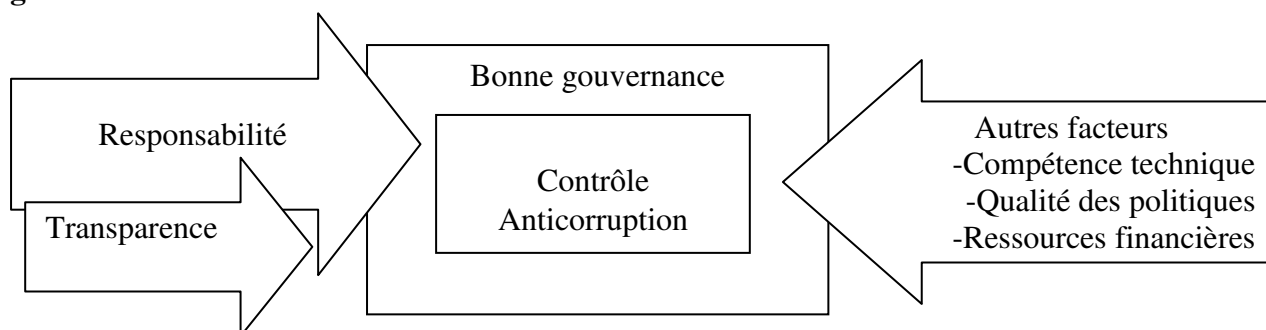 Responsabilité
Transparence
Bonne gouvernance
Contrôle
Anticorruption
Autres facteurs
-Compétence technique
-Qualité des politiques
-Ressources financières